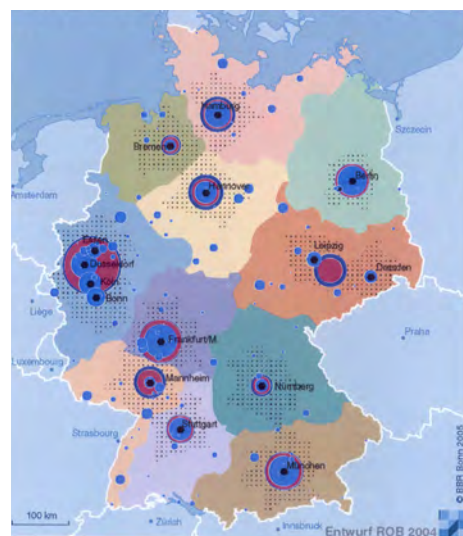 Hamburg
Szczecin
Bremen
Amsterdam
Hannover
Berlin
Essen
Düsseldorf
Köln
Bonn
Leipzig
Dresden
Liège
Praha
Frankfurt/M.
Luxembourg
Mannheim
Nürnberg
Strasbourg
Stuttgart
München
© BBR Bonn 2005
100 km
Zürich
Innsbruck
Entwurf ROB 2004